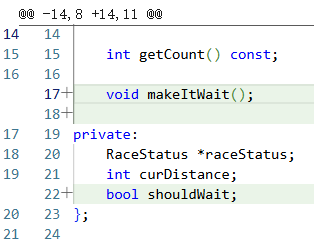 @@ -14,8 +14,11 @@
14 14
15 15 int getCount() const;
16 16
17+ void makeItWait();
18+
17 19 private:
18 20 RaceStatus *raceStatus;
19 21 int curDistance;
22+ bool shouldWait;
20 23 };
21 24